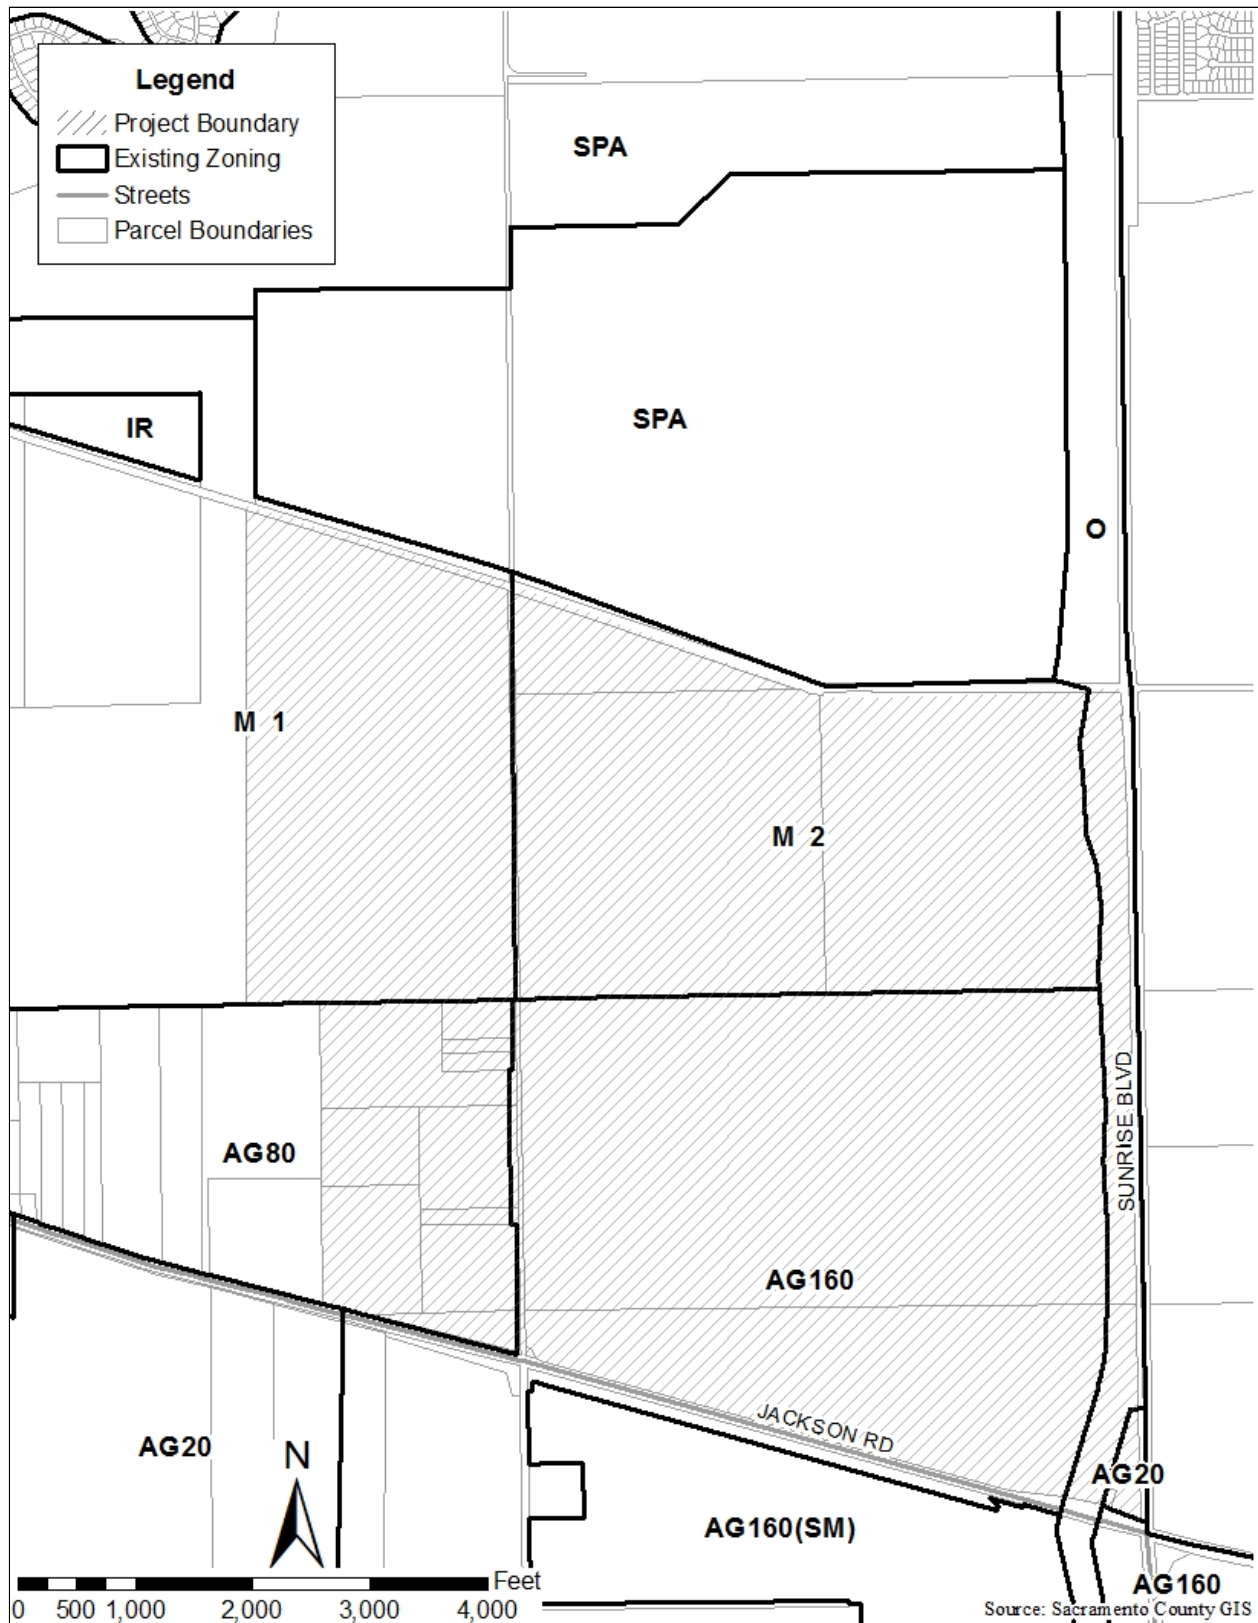 Legend
Project Boundary
Existing Zoning
Streets
Parcel Boundaries
SPA
IR
SPA
O
M 1
M 2
SUNRISE BLVD
AG80
AG160
JACKSON RD
AG20
N
AG20
AG160(SM)
AG160
Feet
0 500 1,000 2,000 3,000 4,000
Source: Sacramento County GIS